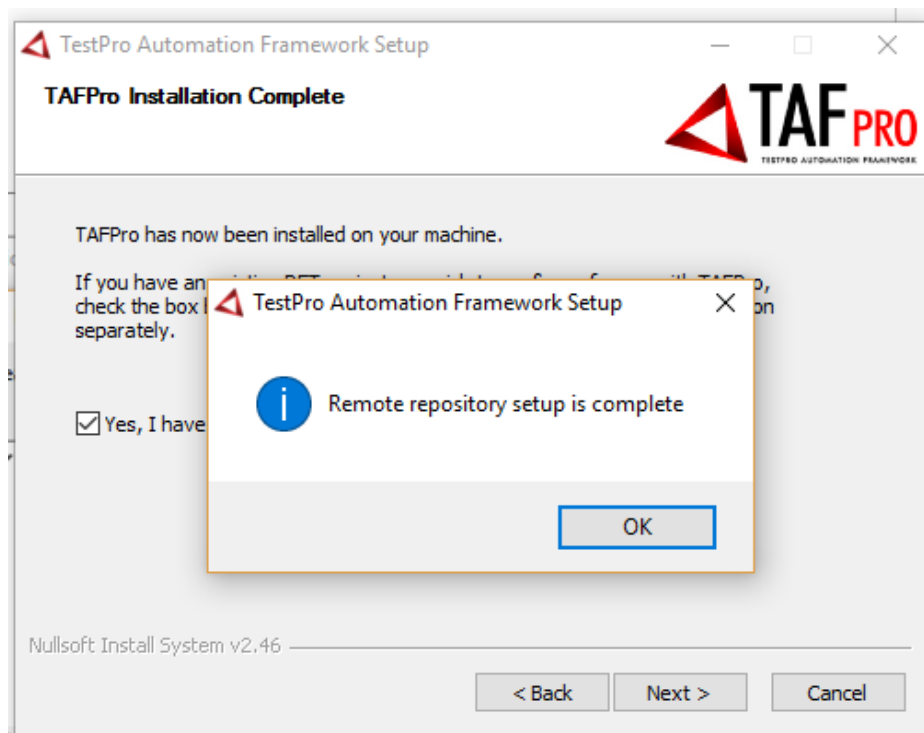 TestPro Automation Framework Setup
TAFPro Installation Complete
TAF PRO
TESTPRO AUTOMATION FRAMEWORK
TAFPro has now been installed on your machine.
If you have an
check the box
separately.
TestPro Automation Framework Setup
Remote repository setup is complete
Yes, I have
OK
Nullsoft Install System v2.46
< Back
Next >
Cancel